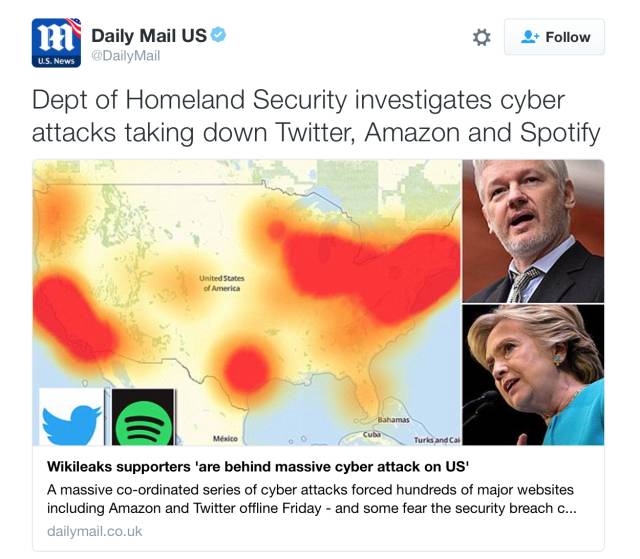 Daily Mail US
@DailyMail
Follow
U.S. News
Dept of Homeland Security investigates cyber
attacks taking down Twitter, Amazon and Spotify
United States
of America
Bahamas
México
Cuba
Turks and Cai
Wikileaks supporters 'are behind massive cyber attack on US'
A massive co-ordinated series of cyber attacks forced hundreds of major websites
including Amazon and Twitter offline Friday - and some fear the security breach c...
dailymail.co.uk